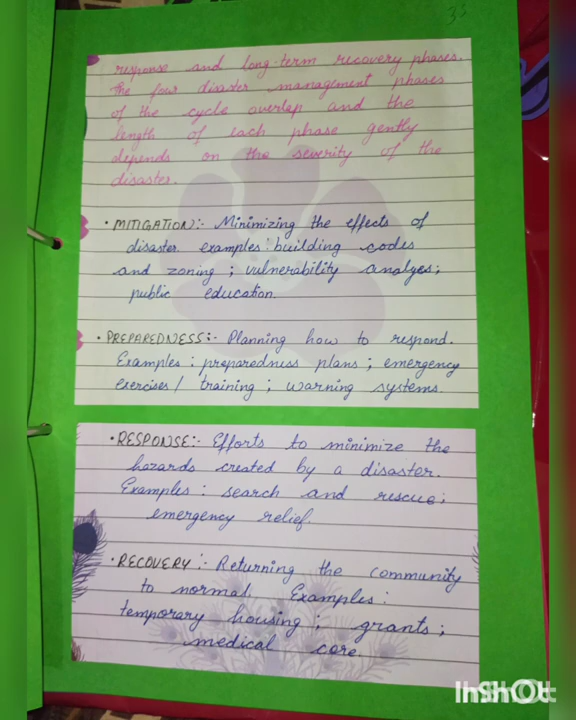 33
response and long-term recovery phases.
The four disaster management phases
of the cycle overlap and the
length of each phase gently
depends on the severity of the
disaster.
• MITIGATION:- Minimizing the effects of
disaster. examples: building codes
and zoning ; vulnerability analyses;
public education.
• PREPAREDNESS:- Planning how to respond.
Examples : preparedness plans ; emergency
exercises / training ; warning systems.
• RESPONSE:- Efforts to minimize the
hazards created by a disaster.
Examples : search and rescue ;
emergency relief.
• RECOVERY :- Returning the community
to normal. Examples :
temporary housing ; grants ;
medical care.
InShOt